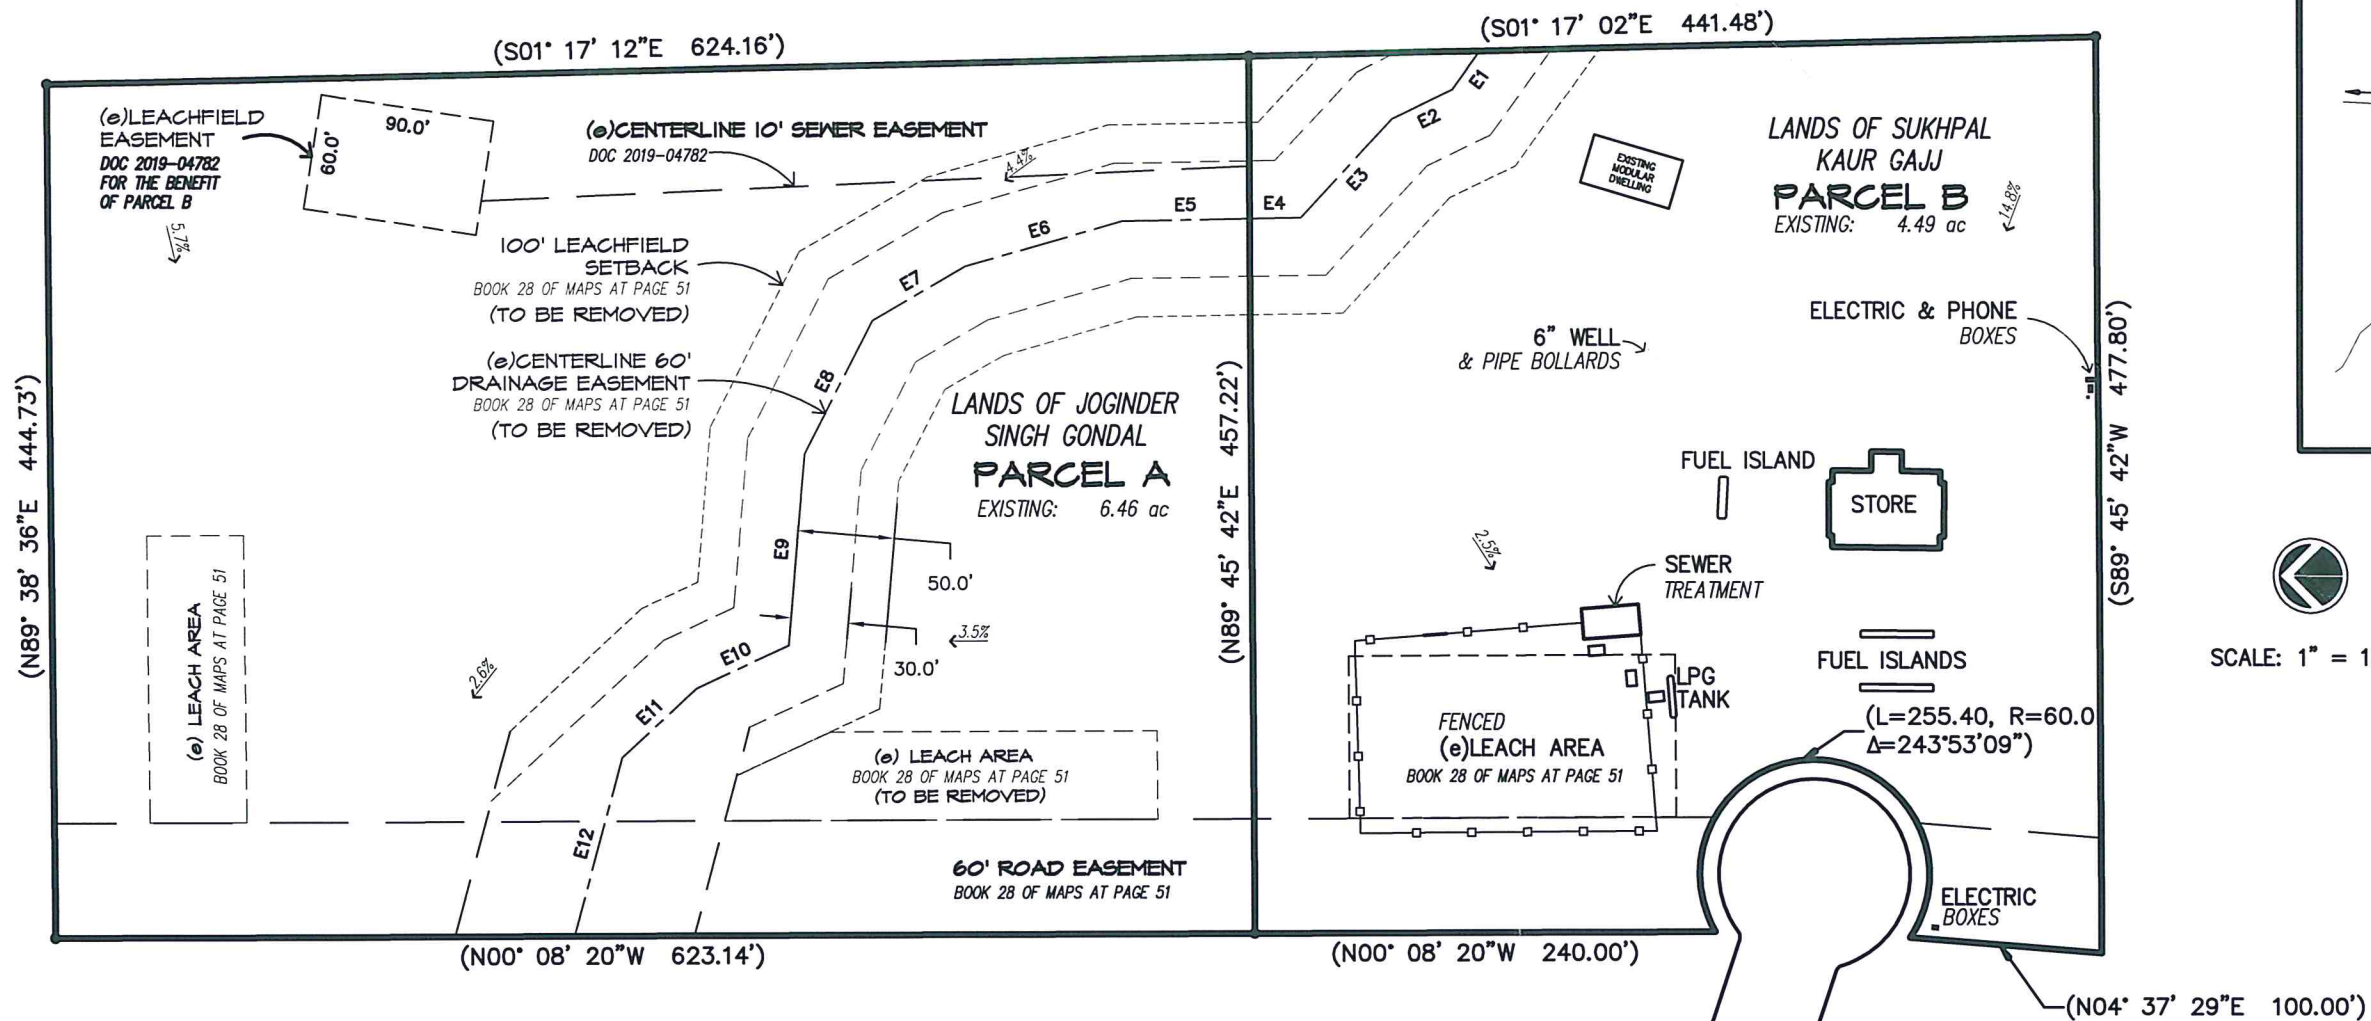 (S01° 17' 12"E 624.16')
(S01° 17' 02"E 441.48')
(e)LEACHFIELD
EASEMENT
DOC 2019-04782
FOR THE BENEFIT
OF PARCEL B
90.0'
60.0'
5.7%
(e)CENTERLINE 10' SEWER EASEMENT
DOC 2019-04782
4.4%
100' LEACHFIELD
SETBACK
BOOK 28 OF MAPS AT PAGE 51
(TO BE REMOVED)
(e)CENTERLINE 60'
DRAINAGE EASEMENT
BOOK 28 OF MAPS AT PAGE 51
(TO BE REMOVED)
E1
E2
E3
E4
E5
E6
E7
E8
E9
E10
E11
E12
LANDS OF JOGINDER
SINGH GONDAL
PARCEL A
EXISTING: 6.46 ac
50.0'
30.0'
3.5%
2.6%
(N89° 38' 36"E 444.73')
(e) LEACH AREA
BOOK 28 OF MAPS AT PAGE 51
(e) LEACH AREA
BOOK 28 OF MAPS AT PAGE 51
(TO BE REMOVED)
60' ROAD EASEMENT
BOOK 28 OF MAPS AT PAGE 51
(N00° 08' 20"W 623.14')
(N89° 45' 42"E 457.22')
EXISTING
MODULAR
DWELLING
LANDS OF SUKHPAL
KAUR GAJJ
PARCEL B
EXISTING: 4.49 ac
14.8%
ELECTRIC & PHONE
BOXES
6" WELL
& PIPE BOLLARDS
(S89° 45' 42"W 477.80')
FUEL ISLAND
STORE
2.5%
SEWER
TREATMENT
FUEL ISLANDS
LPG
TANK
FENCED
(e)LEACH AREA
BOOK 28 OF MAPS AT PAGE 51
(L=255.40, R=60.0
Δ=243°53'09")
ELECTRIC
BOXES
(N00° 08' 20"W 240.00')
(N04° 37' 29"E 100.00')
SCALE: 1" = 1